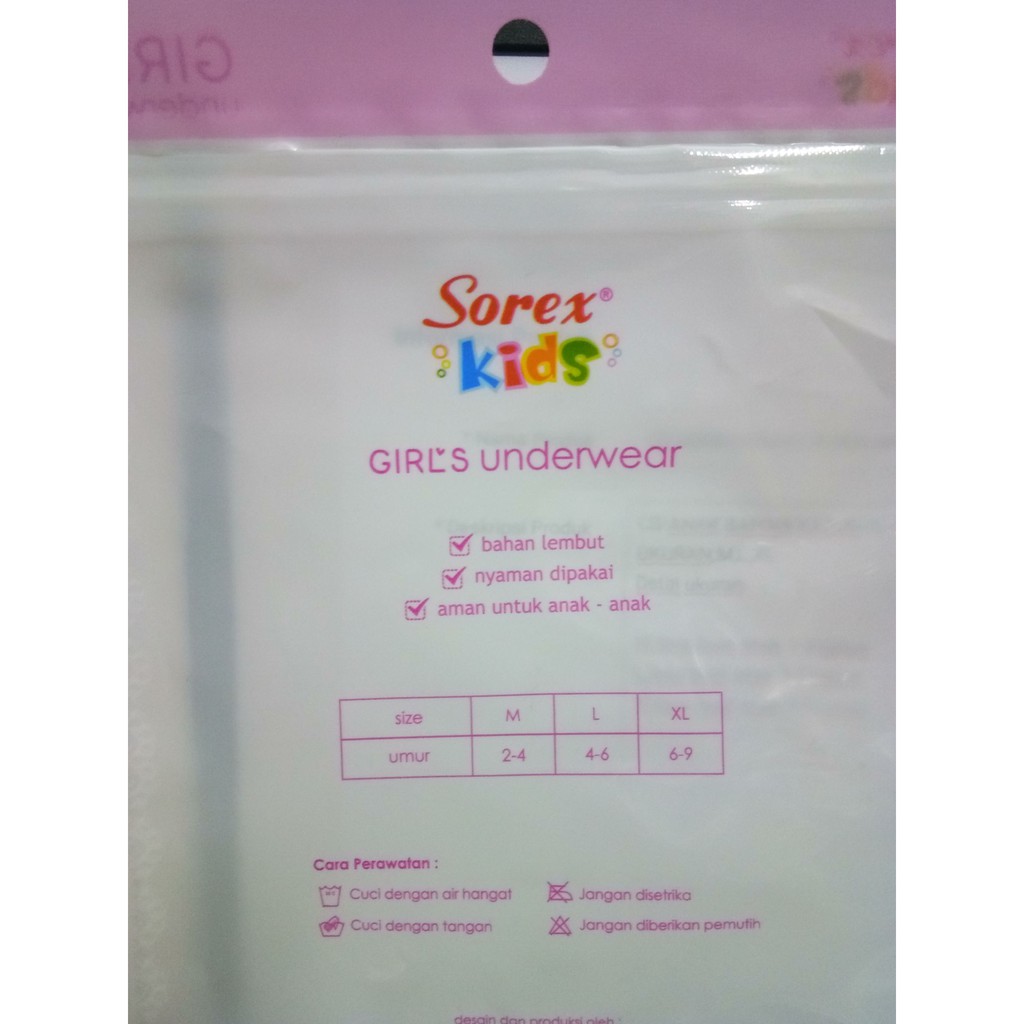 Sorex®
kids
GIRL'S underwear
bahan lembut
nyaman dipakai
aman untuk anak - anak
size M L XL
umur 2-4 4-6 6-9
Cara Perawatan :
Cuci dengan air hangat Jangan disetrika
Cuci dengan tangan Jangan diberikan pemutih
desain dan produksi oleh :